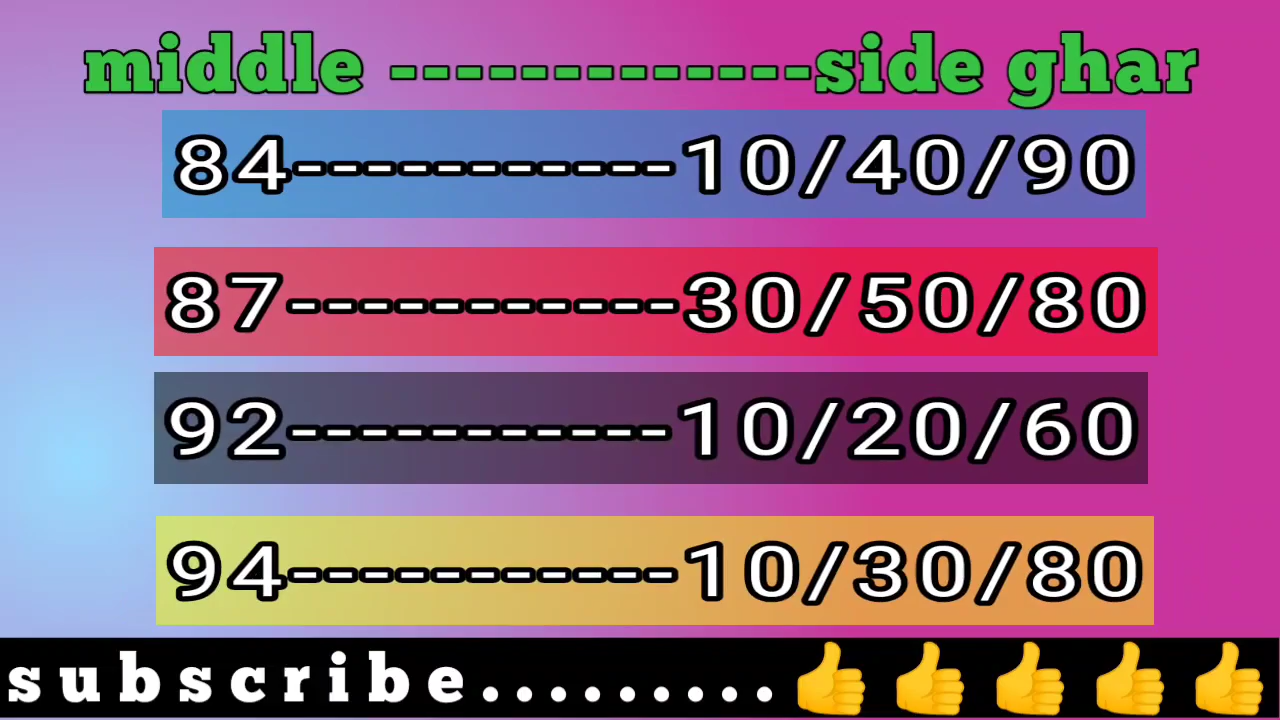 middle -------------side ghar
84-----------10/40/90
87-----------30/50/80
92-----------10/20/60
94-----------10/30/80
subscribe.........👍👍👍👍👍